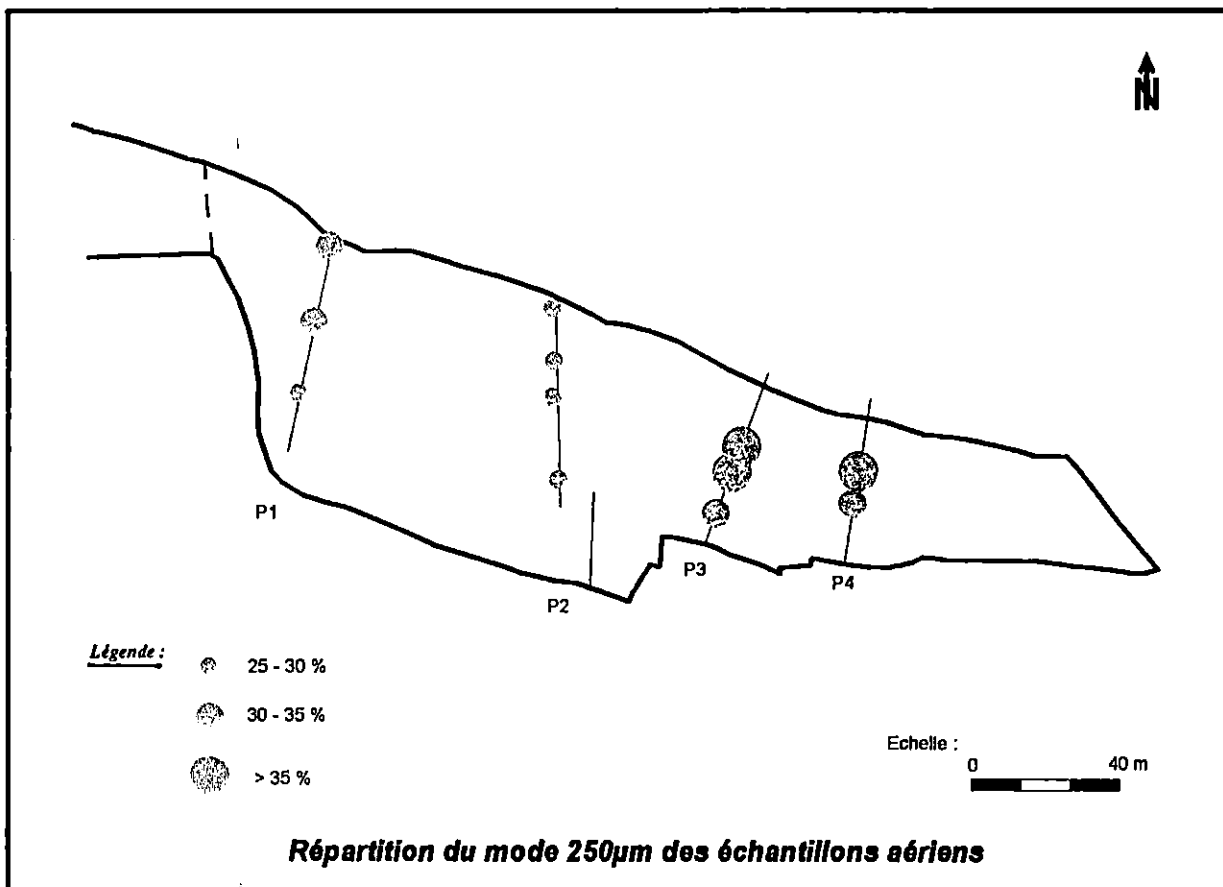 N
P1
P2
P3
P4
Légende :
25 - 30 %
30 - 35 %
> 35 %
Echelle :
0 40 m
Répartition du mode 250µm des échantillons aériens